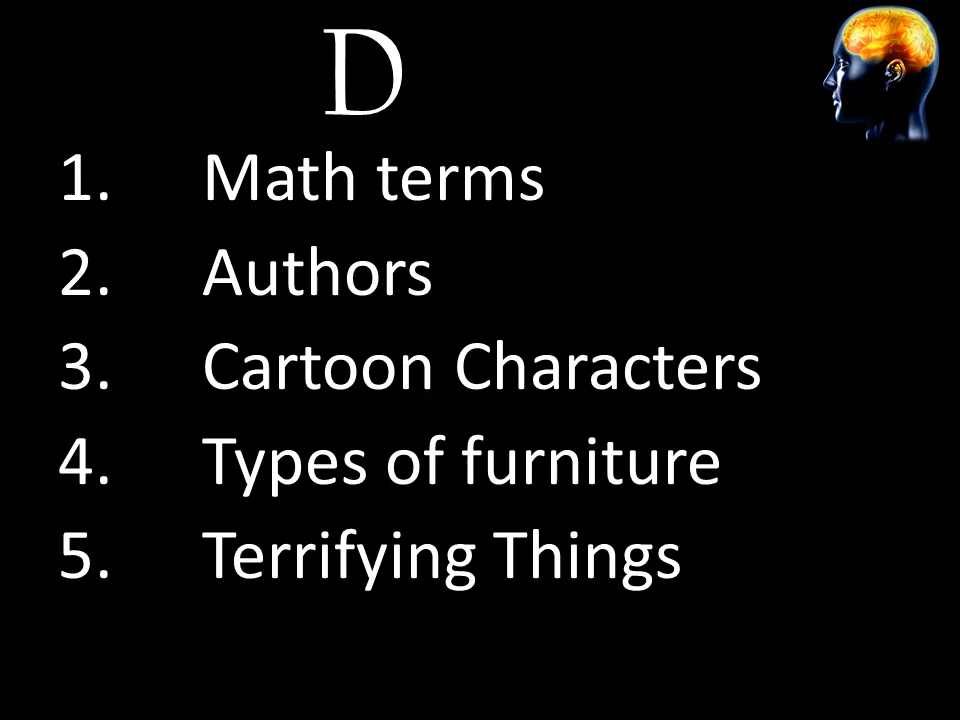 D
1. Math terms
2. Authors
3. Cartoon Characters
4. Types of furniture
5. Terrifying Things